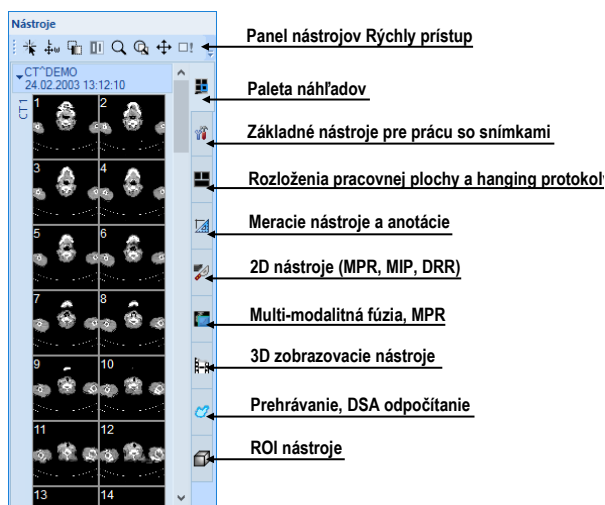 Nástroje
Panel nástrojov Rýchly prístup
CT^DEMO
24.02.2003 13:12:10
CT1
1 2
3 4
5 6
7 8
9 10
11 12
13 14
Paleta náhľadov
Základné nástroje pre prácu so snímkami
Rozloženia pracovnej plochy a hanging protokoly
Meracie nástroje a anotácie
2D nástroje (MPR, MIP, DRR)
Multi-modalitná fúzia, MPR
3D zobrazovacie nástroje
Prehrávanie, DSA odpočítanie
ROI nástroje